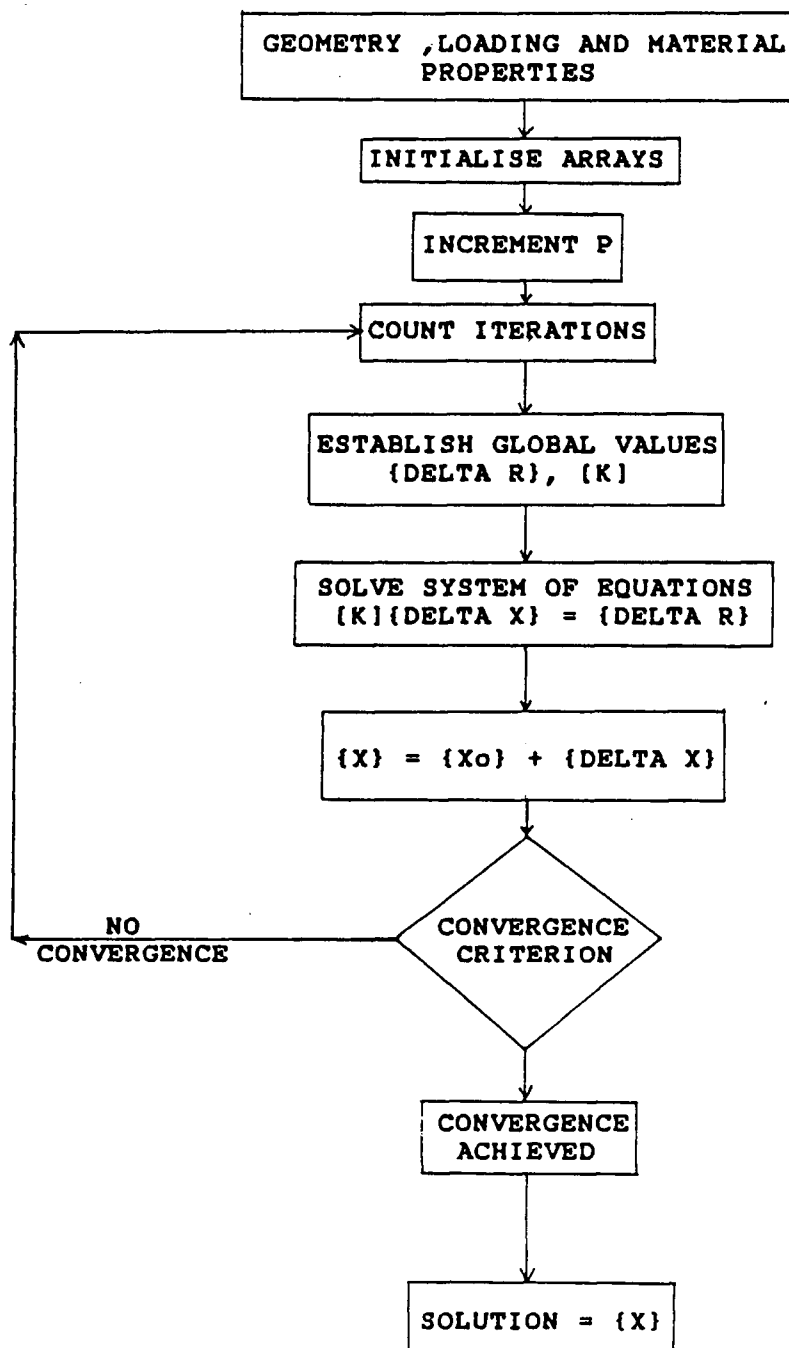 GEOMETRY ,LOADING AND MATERIAL
PROPERTIES
INITIALISE ARRAYS
INCREMENT P
COUNT ITERATIONS
ESTABLISH GLOBAL VALUES
{DELTA R}, [K]
SOLVE SYSTEM OF EQUATIONS
[K]{DELTA X} = {DELTA R}
{X} = {Xo} + {DELTA X}
CONVERGENCE
CRITERION
NO
CONVERGENCE
CONVERGENCE
ACHIEVED
SOLUTION = {X}